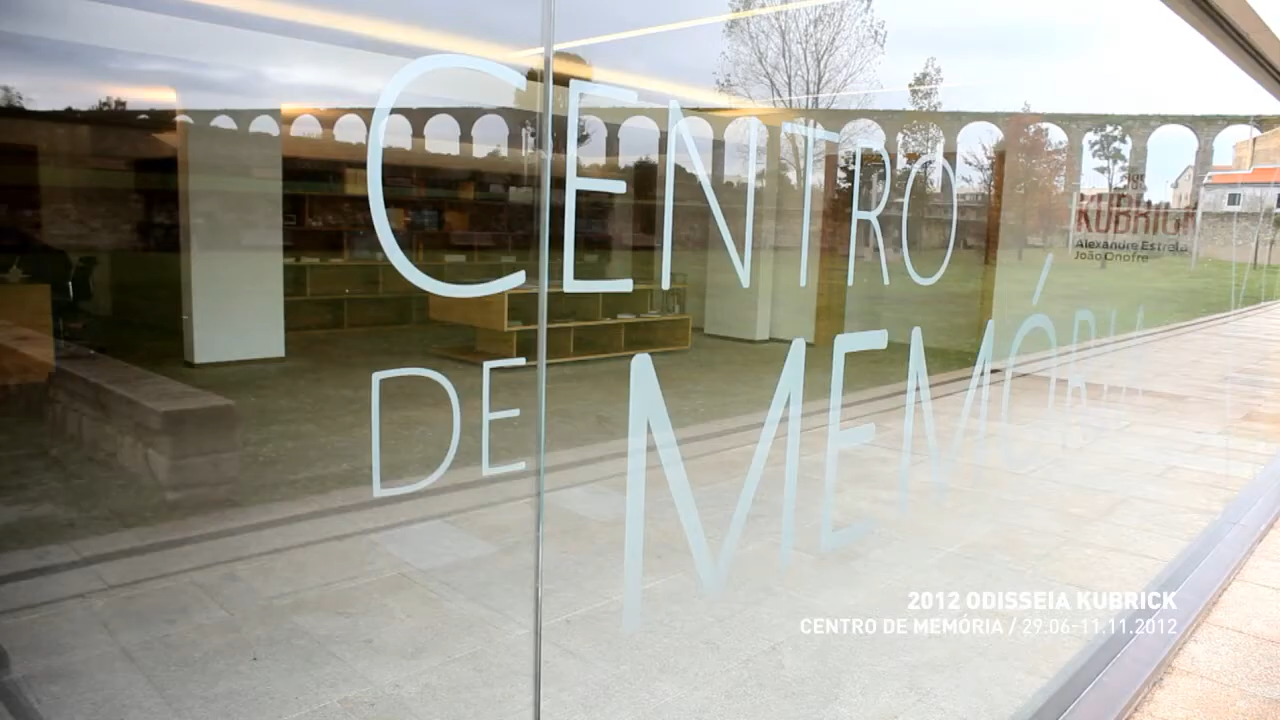 CENTRO
DE MEMÓRIA
KUBRICK
Alexandre Estrela
João Onofre
2012 ODISSEIA KUBRICK
CENTRO DE MEMÓRIA / 29.06-11.11.2012